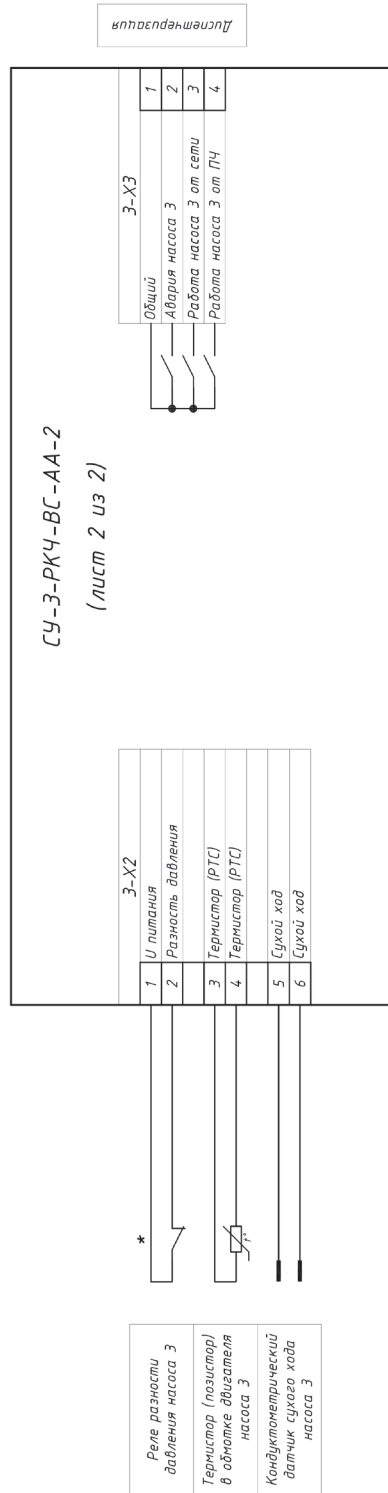 СУ-3-РКЧ-ВС-АА-2
(лист 2 из 2)
3-Х2
1 U питания
2 Разность давления
3 Термистор (РТС)
4 Термистор (РТС)
5 Сухой ход
6 Сухой ход
3-Х3
Общий 1
Авария насоса 3 2
Работа насоса 3 от сети 3
Работа насоса 3 от ПЧ 4
Диспетчеризация
*
t°
Реле разности
давления насоса 3
Термистор (позистор)
в обмотке двигателя
насоса 3
Кондуктометрический
датчик сухого хода
насоса 3